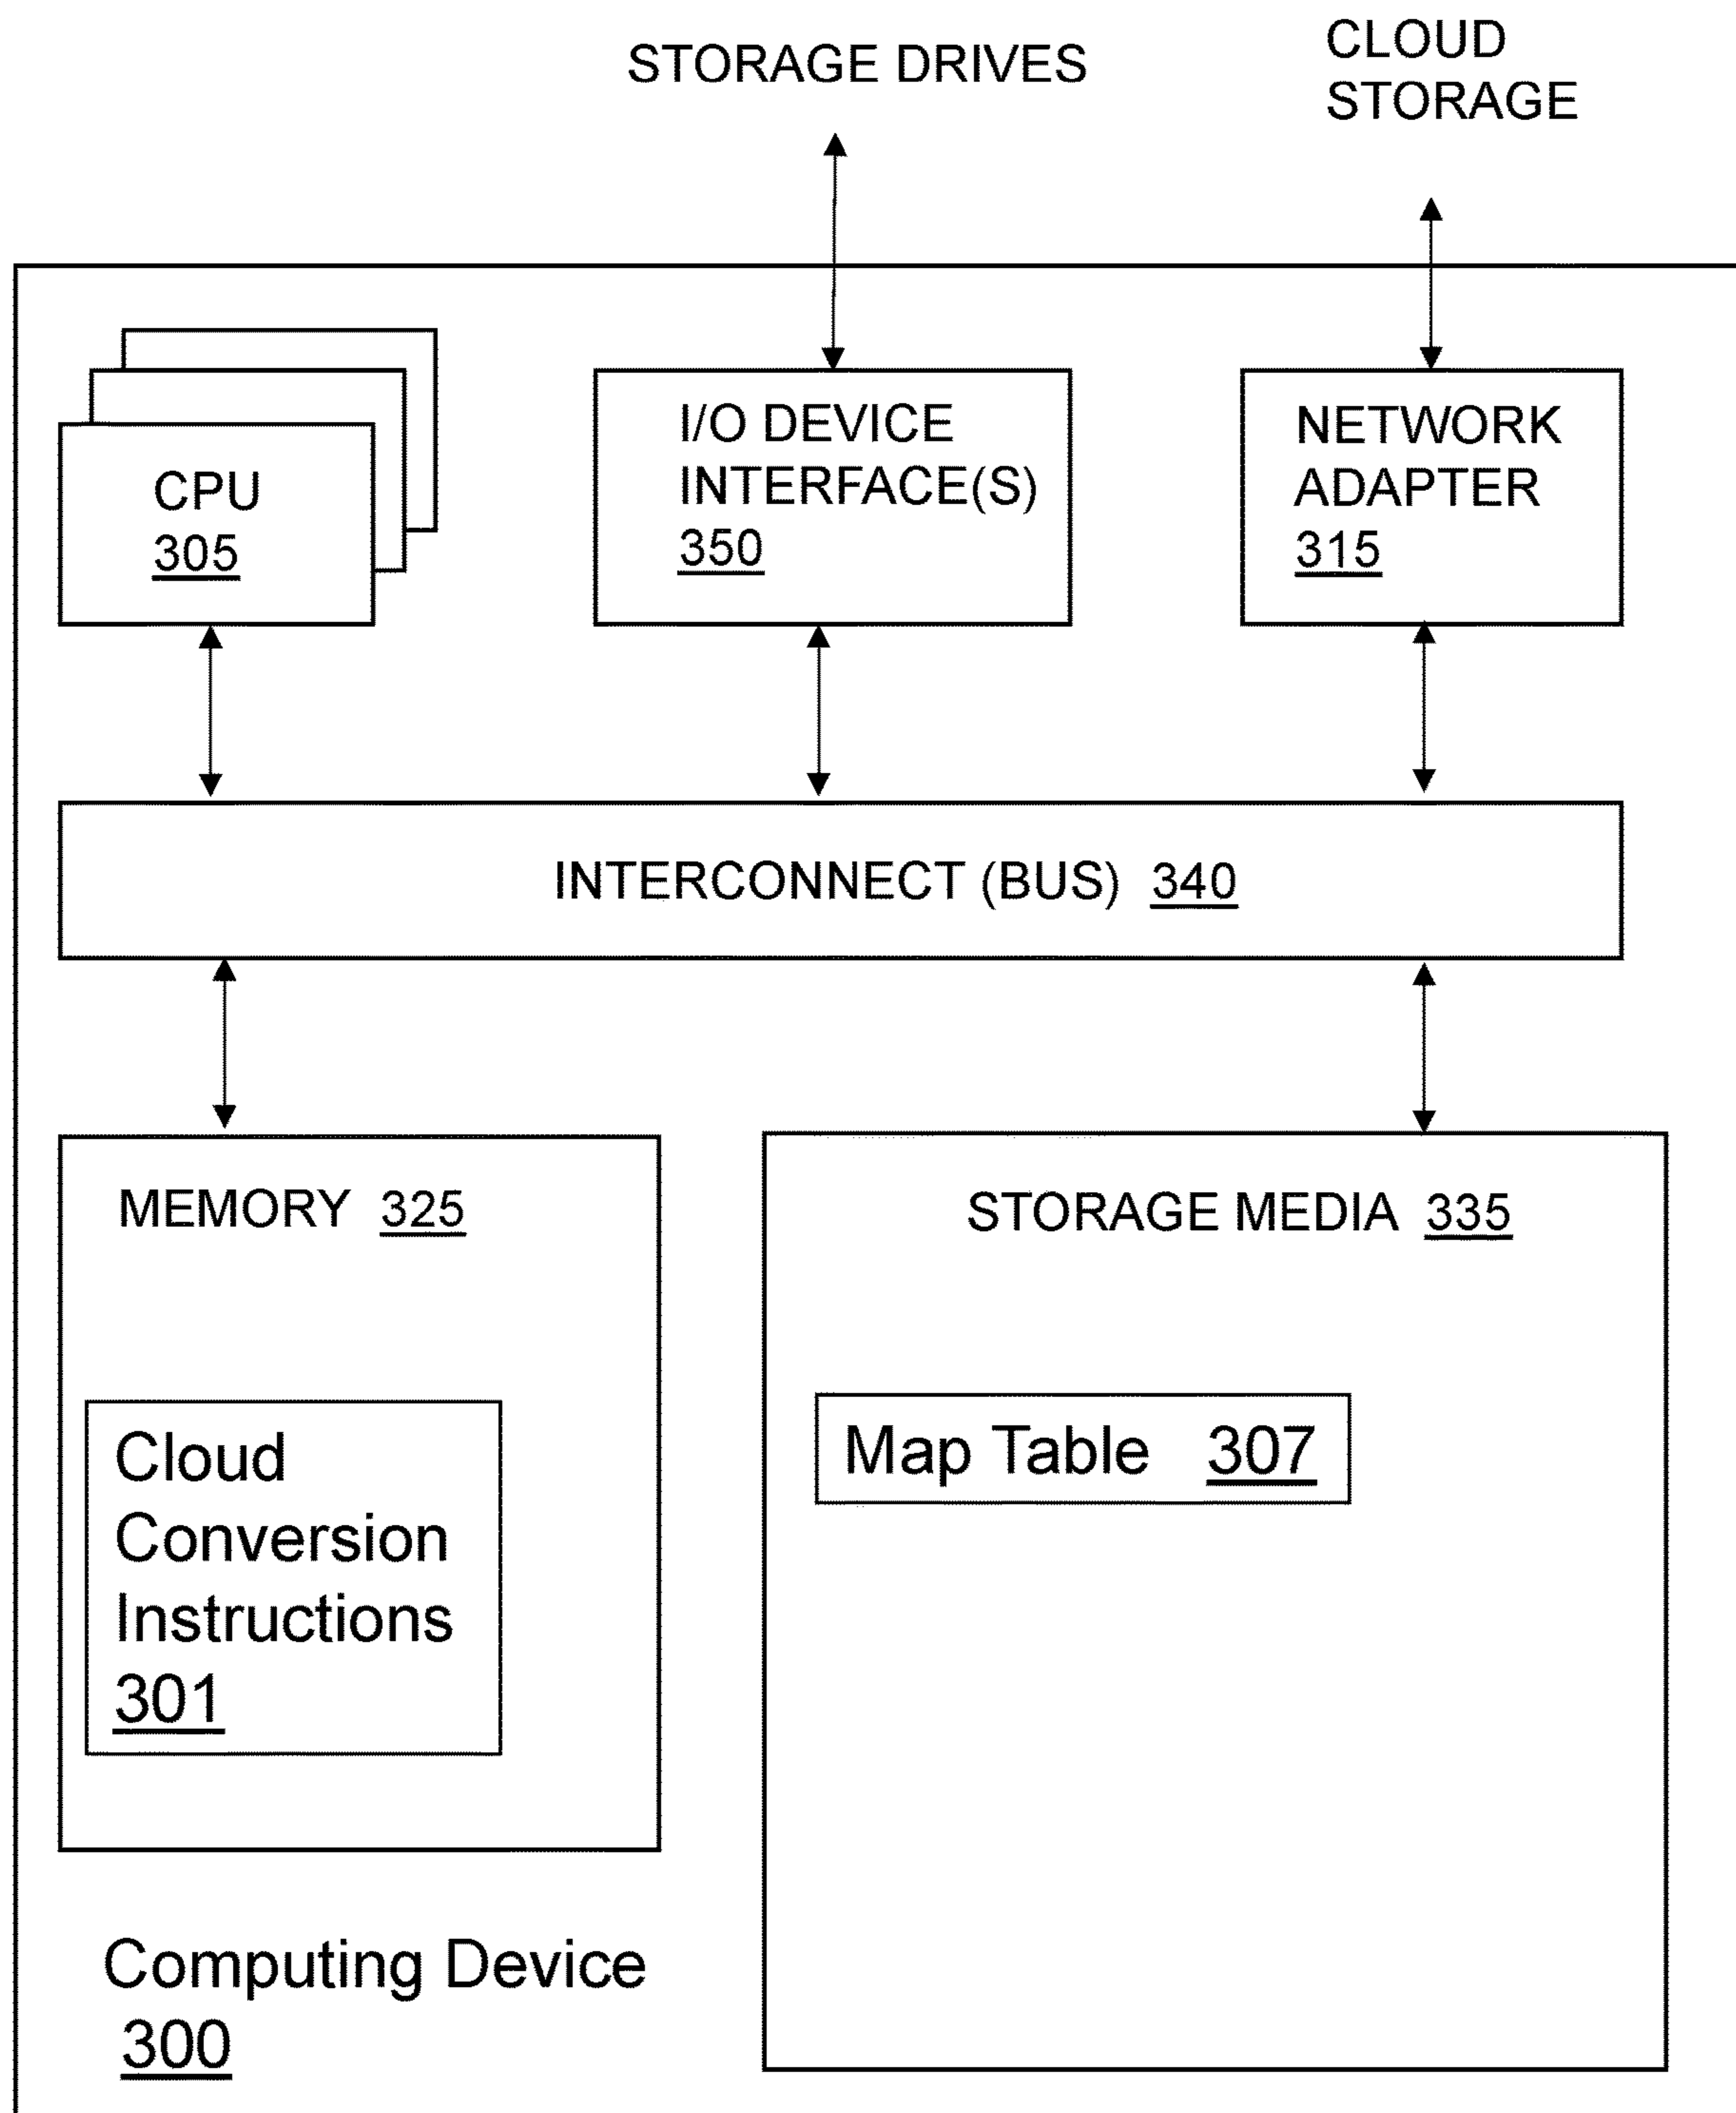 STORAGE DRIVES
CLOUD
STORAGE
CPU
305
I/O DEVICE
INTERFACE(S)
350
NETWORK
ADAPTER
315
INTERCONNECT (BUS) 340
MEMORY 325
Cloud
Conversion
Instructions
301
STORAGE MEDIA 335
Map Table 307
Computing Device
300